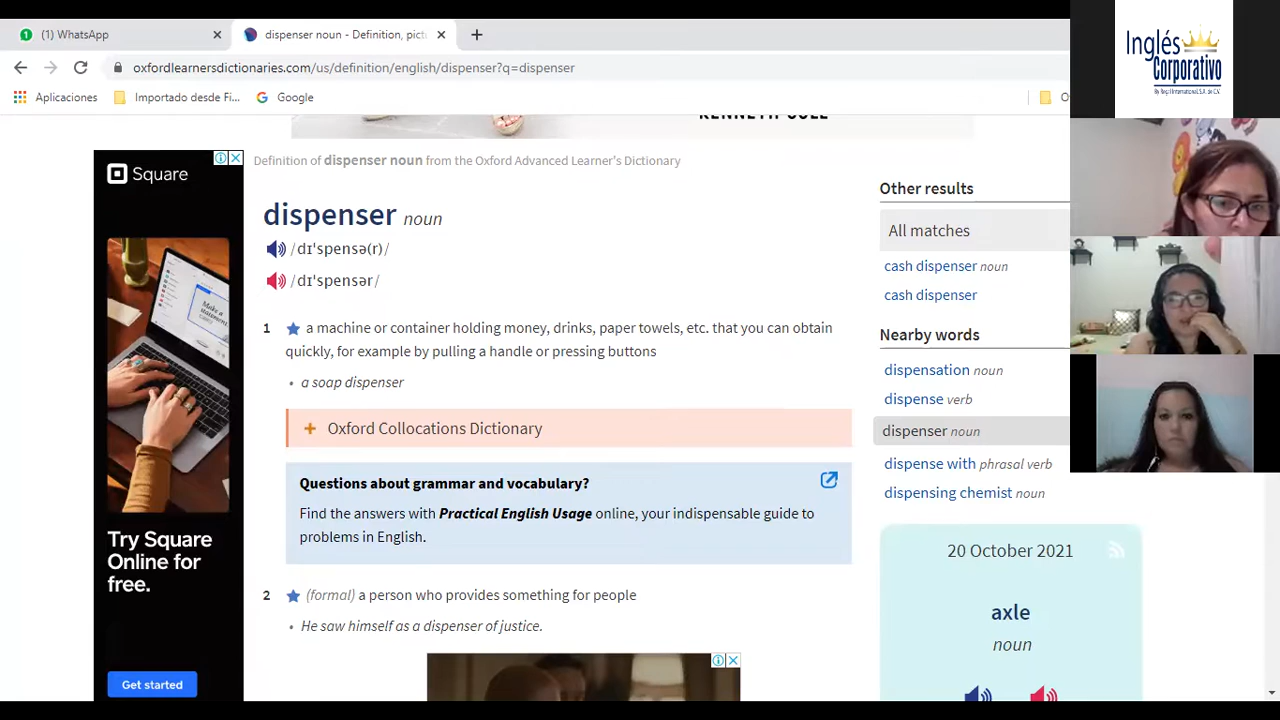 (1) WhatsApp
dispenser noun - Definition, pictu
oxfordlearnersdictionaries.com/us/definition/english/dispenser?q=dispenser
Aplicaciones
Importado desde Fi...
Google
O
KENNETH COLE
Square
Definition of dispenser noun from the Oxford Advanced Learner's Dictionary
dispenser noun
/dɪˈspensə(r)/
/dɪˈspensər/
1 a machine or container holding money, drinks, paper towels, etc. that you can obtain
quickly, for example by pulling a handle or pressing buttons
• a soap dispenser
+ Oxford Collocations Dictionary
Questions about grammar and vocabulary?
Find the answers with Practical English Usage online, your indispensable guide to
problems in English.
2 (formal) a person who provides something for people
• He saw himself as a dispenser of justice.
Make a
statement
Try Square
Online for
free.
Get started
Other results
All matches
cash dispenser noun
cash dispenser
Nearby words
dispensation noun
dispense verb
dispenser noun
dispense with phrasal verb
dispensing chemist noun
20 October 2021
axle
noun
Inglés
Corporativo